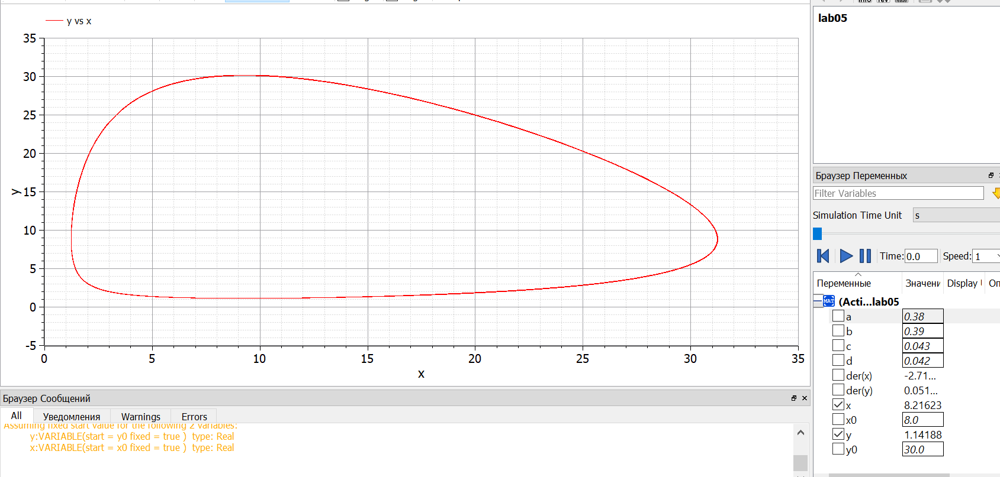 y vs x
35
30
25
20
15
10
5
0
-5
y
0 5 10 15 20 25 30 35
x
Браузер Сообщений
All Уведомления Warnings Errors
Assuming fixed start value for the following 2 variables:
y:VARIABLE(start = y0 fixed = true ) type: Real
x:VARIABLE(start = x0 fixed = true ) type: Real
lab05
Браузер Переменных
Filter Variables
Simulation Time Unit s
Time: 0.0 Speed: 1
Переменные Значени Display Оп
MAT (Acti...lab05
a 0.38
b 0.39
c 0.043
d 0.042
der(x) -2.71...
der(y) 0.051...
x 8.21623
x0 8.0
y 1.14188
y0 30.0